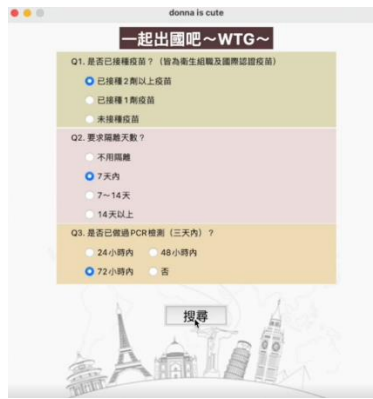 donna is cute
一起出國吧～WTG～
Q1. 是否已接種疫苗？（皆為衛生組織及國際認證疫苗）
已接種2劑以上疫苗
已接種1劑疫苗
未接種疫苗
Q2. 要求隔離天數？
不用隔離
7天內
7～14天
14天以上
Q3. 是否已做過PCR檢測（三天內）？
24小時內 48小時內
72小時內 否
搜尋